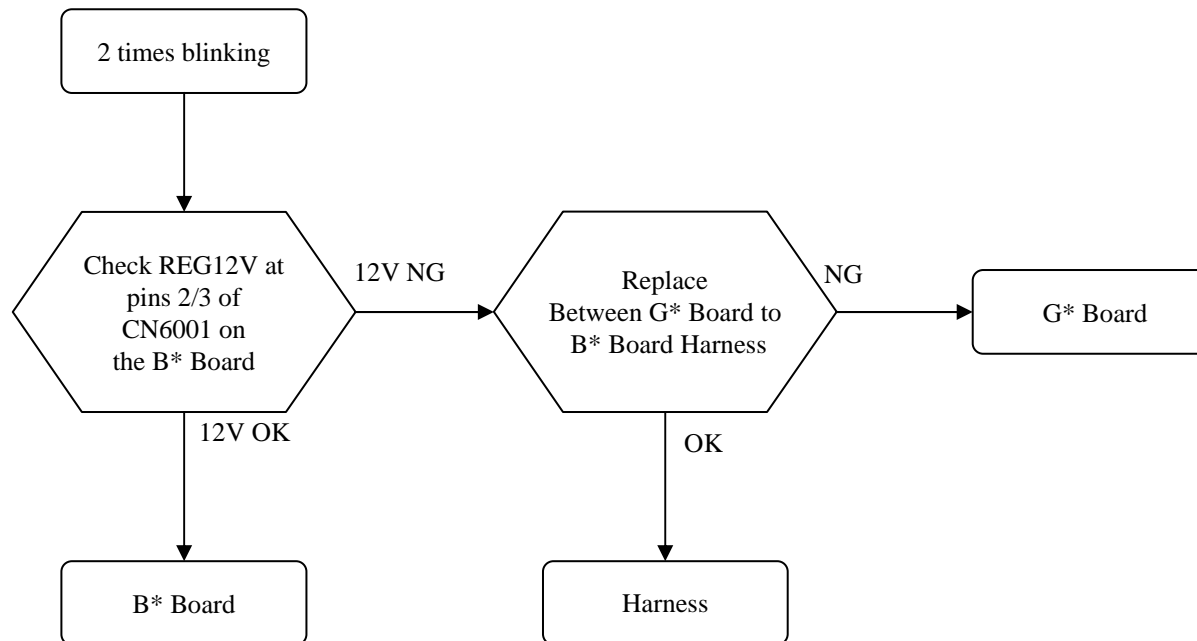 2 times blinking
Check REG12V at
pins 2/3 of
CN6001 on
the B* Board
12V NG
Replace
Between G* Board to
B* Board Harness
NG
G* Board
12V OK
OK
B* Board
Harness